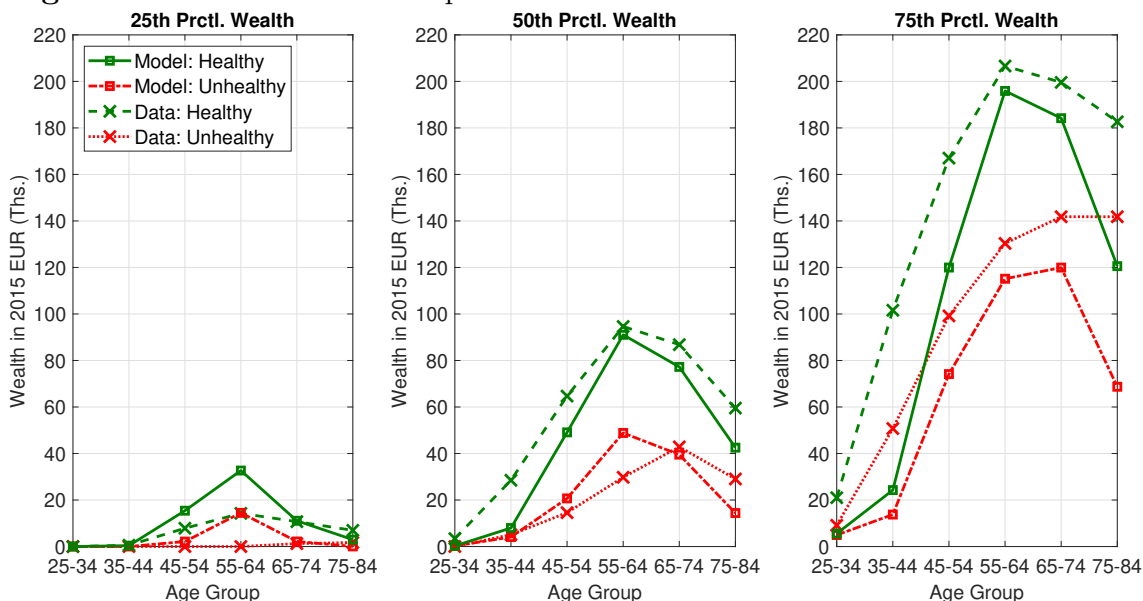 25th Prctl. Wealth
220
200
180
160
140
120
100
80
60
40
20
0
Wealth in 2015 EUR (Ths.)
Model: Healthy
Model: Unhealthy
Data: Healthy
Data: Unhealthy
25-34 35-44 45-54 55-64 65-74 75-84
Age Group
50th Prctl. Wealth
220
200
180
160
140
120
100
80
60
40
20
0
Wealth in 2015 EUR (Ths.)
25-34 35-44 45-54 55-64 65-74 75-84
Age Group
75th Prctl. Wealth
220
200
180
160
140
120
100
80
60
40
20
0
Wealth in 2015 EUR (Ths.)
25-34 35-44 45-54 55-64 65-74 75-84
Age Group